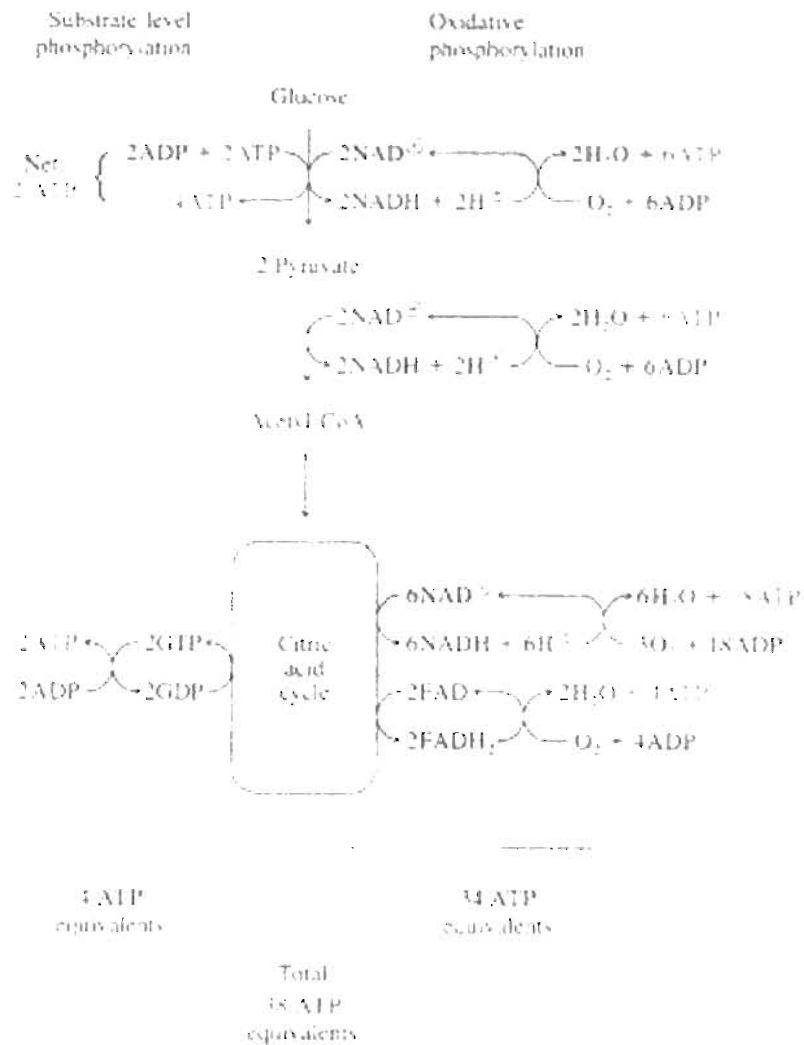 Substrate level
phosphorylation
Oxidative
phosphorylation
Glucose
Net
2 ATP
2ADP + 2ATP
4ATP
2NAD+
2NADH + 2H+
2H₂O + 6ATP
O₂ + 6ADP
2 Pyruvate
2NAD+
2NADH + 2H+
2H₂O + 6ATP
O₂ + 6ADP
Acetyl-CoA
2ATP
2GTP
2ADP
2GDP
Citric
acid
cycle
6NAD+
6NADH + 6H+
6H₂O + 18ATP
3O₂ + 18ADP
2FAD
2FADH₂
2H₂O + 4ATP
O₂ + 4ADP
4 ATP
equivalents
34 ATP
equivalents
Total
38 ATP
equivalents